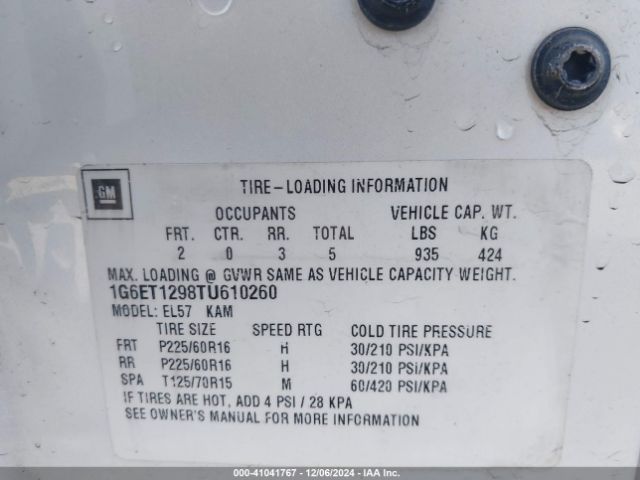 GM
TIRE-LOADING INFORMATION
OCCUPANTS VEHICLE CAP. WT.
FRT. CTR. RR. TOTAL LBS KG
2 0 3 5 935 424
MAX. LOADING @ GVWR SAME AS VEHICLE CAPACITY WEIGHT.
1G6ET1298TU610260
MODEL: EL57 KAM
TIRE SIZE SPEED RTG COLD TIRE PRESSURE
FRT P225/60R16 H 30/210 PSI/KPA
RR P225/60R16 H 30/210 PSI/KPA
SPA T125/70R15 M 60/420 PSI/KPA
IF TIRES ARE HOT, ADD 4 PSI / 28 KPA
SEE OWNER'S MANUAL FOR MORE INFORMATION
000-41041767 - 12/06/2024 - IAA Inc.